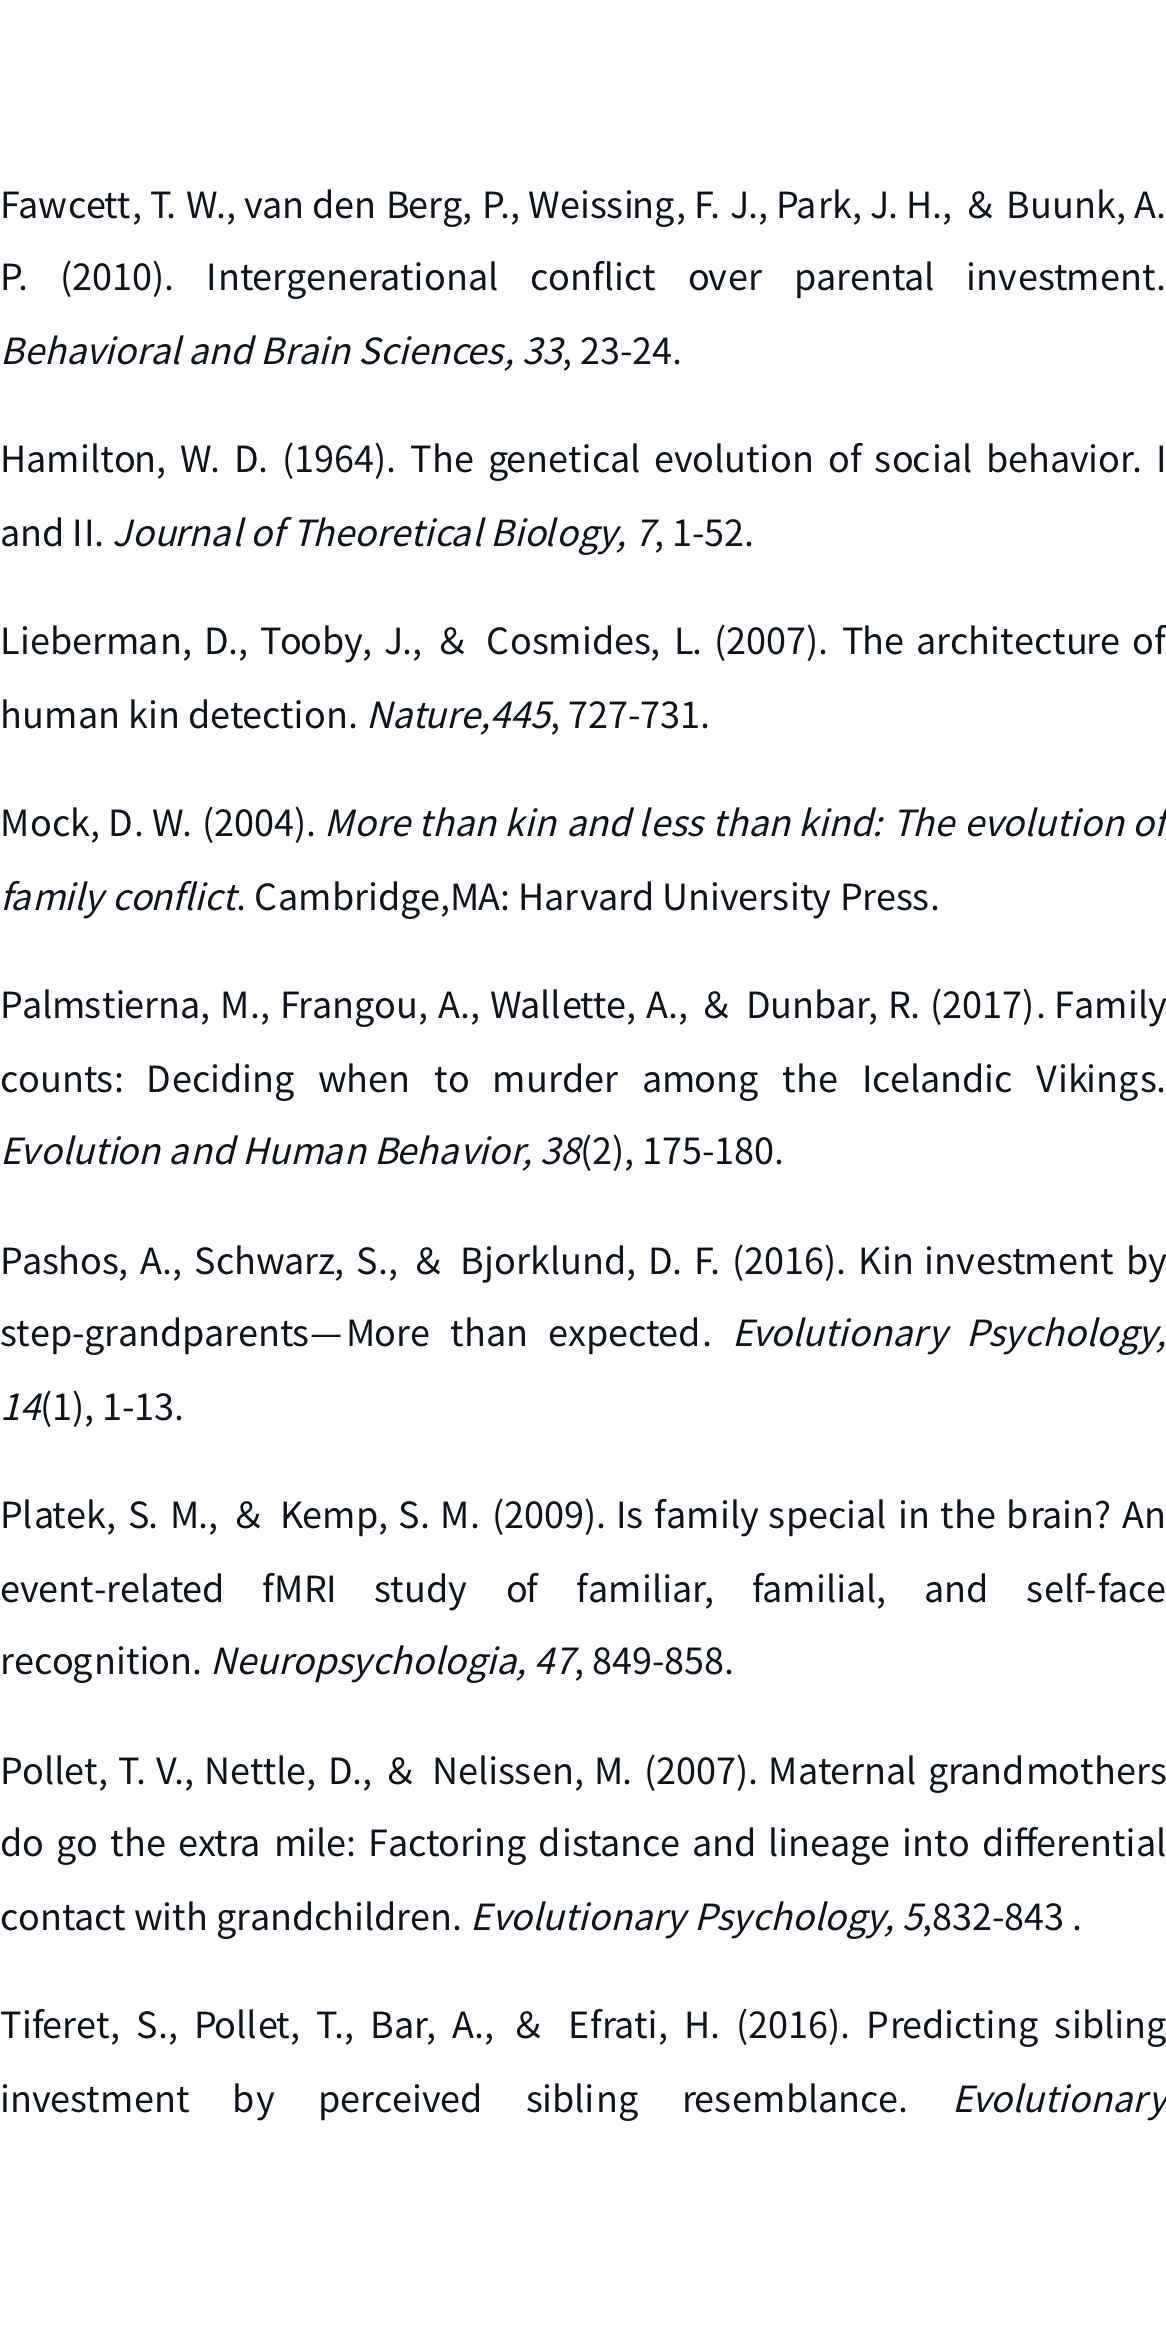 Fawcett, T. W., van den Berg, P., Weissing, F. J., Park, J. H., & Buunk, A.
P. (2010). Intergenerational conflict over parental investment.
Behavioral and Brain Sciences, 33, 23-24.
Hamilton, W. D. (1964). The genetical evolution of social behavior. I
and II. Journal of Theoretical Biology, 7, 1-52.
Lieberman, D., Tooby, J., & Cosmides, L. (2007). The architecture of
human kin detection. Nature,445, 727-731.
Mock, D. W. (2004). More than kin and less than kind: The evolution of
family conflict. Cambridge,MA: Harvard University Press.
Palmstierna, M., Frangou, A., Wallette, A., & Dunbar, R. (2017). Family
counts: Deciding when to murder among the Icelandic Vikings.
Evolution and Human Behavior, 38(2), 175-180.
Pashos, A., Schwarz, S., & Bjorklund, D. F. (2016). Kin investment by
step-grandparents—More than expected. Evolutionary Psychology,
14(1), 1-13.
Platek, S. M., & Kemp, S. M. (2009). Is family special in the brain? An
event-related fMRI study of familiar, familial, and self-face
recognition. Neuropsychologia, 47, 849-858.
Pollet, T. V., Nettle, D., & Nelissen, M. (2007). Maternal grandmothers
do go the extra mile: Factoring distance and lineage into differential
contact with grandchildren. Evolutionary Psychology, 5,832-843 .
Tiferet, S., Pollet, T., Bar, A., & Efrati, H. (2016). Predicting sibling
investment by perceived sibling resemblance. Evolutionary